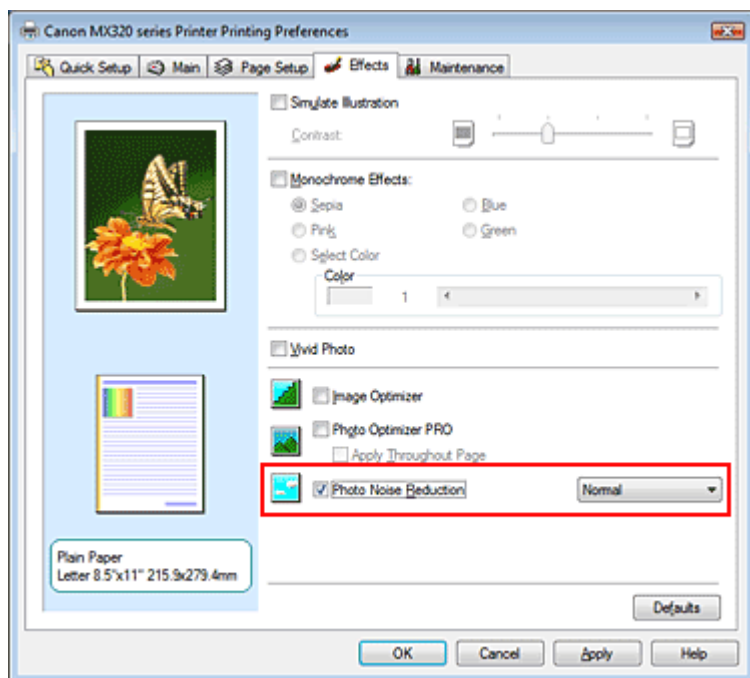 Canon MX320 series Printer Printing Preferences
Quick Setup Main Page Setup Effects Maintenance
Simulate Illustration
Contrast:
Monochrome Effects:
Sepia Blue
Pink Green
Select Color
Color
1
Vivid Photo
Image Optimizer
Photo Optimizer PRO
Apply Throughout Page
Photo Noise Reduction Normal
Plain Paper
Letter 8.5"x11" 215.9x279.4mm
Defaults
OK Cancel Apply Help